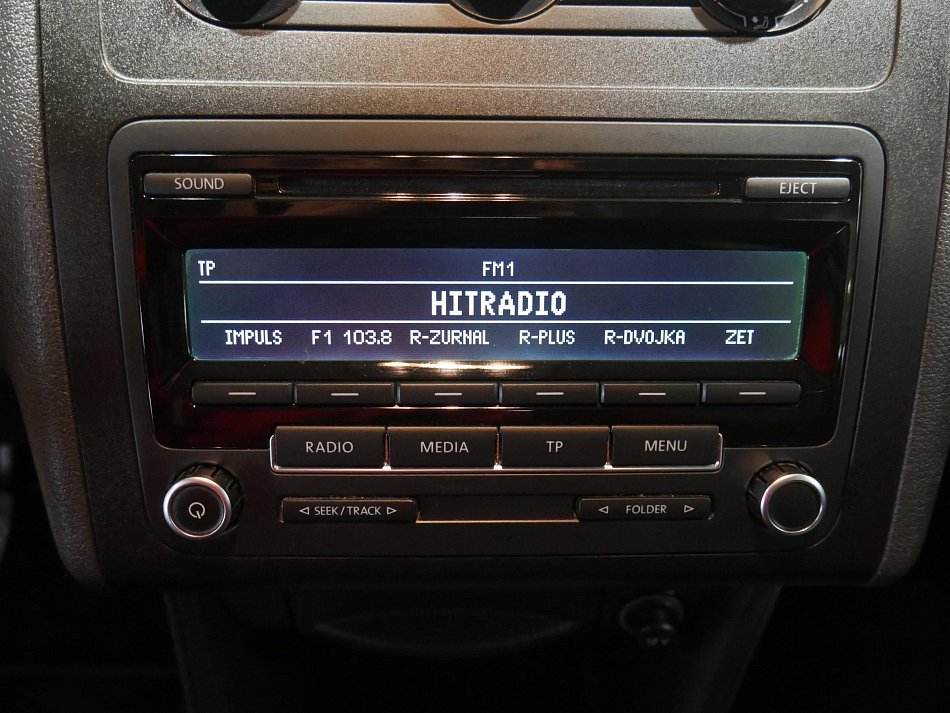 SOUND EJECT
TP FM1
HITRADIO
IMPULS F1 103.8 R-ZURNAL R-PLUS R-DVOJKA ZET
RADIO MEDIA TP MENU
SEEK/TRACK FOLDER